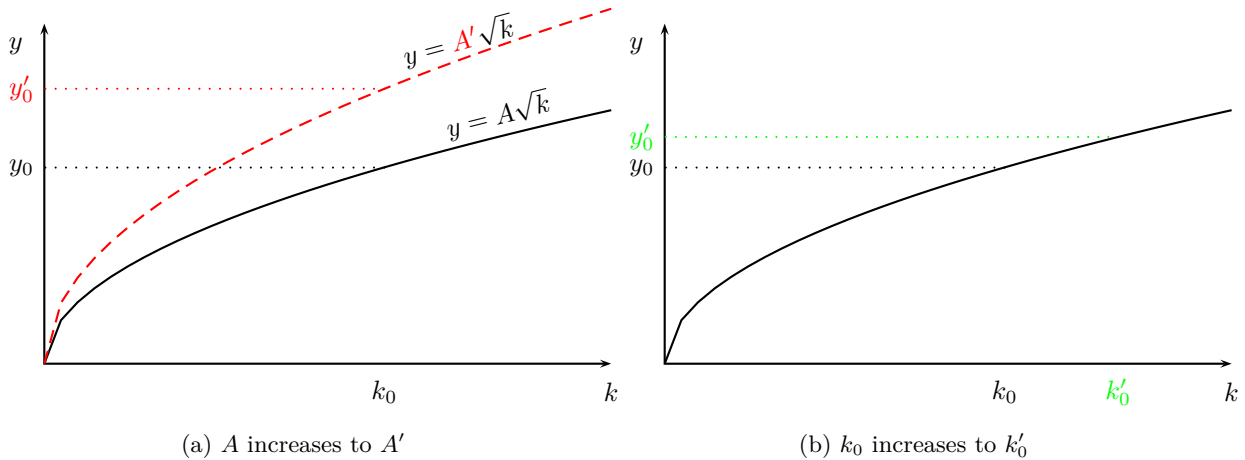 y
y = A′√k
y′₀
y = A√k
y₀
k₀
k
(a) A increases to A′
y
y′₀
y₀
k₀
k′₀
k
(b) k₀ increases to k′₀